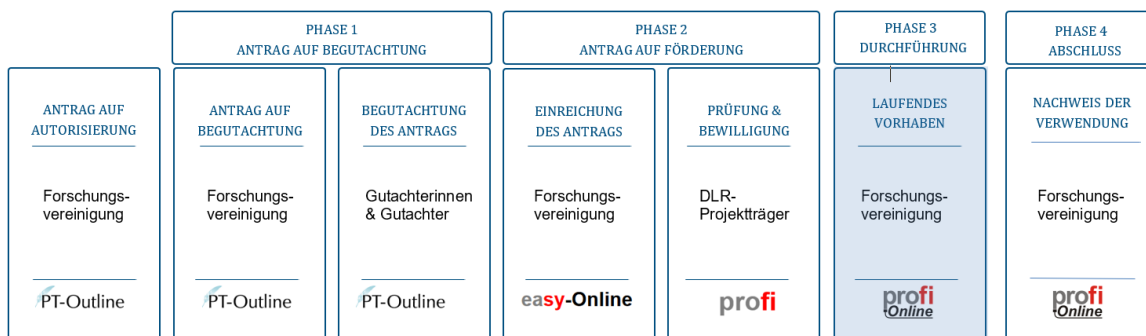 PHASE 1
ANTRAG AUF BEGUTACHTUNG
PHASE 2
ANTRAG AUF FÖRDERUNG
PHASE 3
DURCHFÜHRUNG
PHASE 4
ABSCHLUSS
ANTRAG AUF
AUTORISIERUNG
Forschungs-
vereinigung
PT-Outline
ANTRAG AUF
BEGUTACHTUNG
Forschungs-
vereinigung
PT-Outline
BEGUTACHTUNG
DES ANTRAGS
Gutachterinnen
& Gutachter
PT-Outline
EINREICHUNG
DES ANTRAGS
Forschungs-
vereinigung
easy-Online
PRÜFUNG &
BEWILLIGUNG
DLR-
Projektträger
profi
LAUFENDES
VORHABEN
Forschungs-
vereinigung
profi
-Online
NACHWEIS DER
VERWENDUNG
Forschungs-
vereinigung
profi
-Online